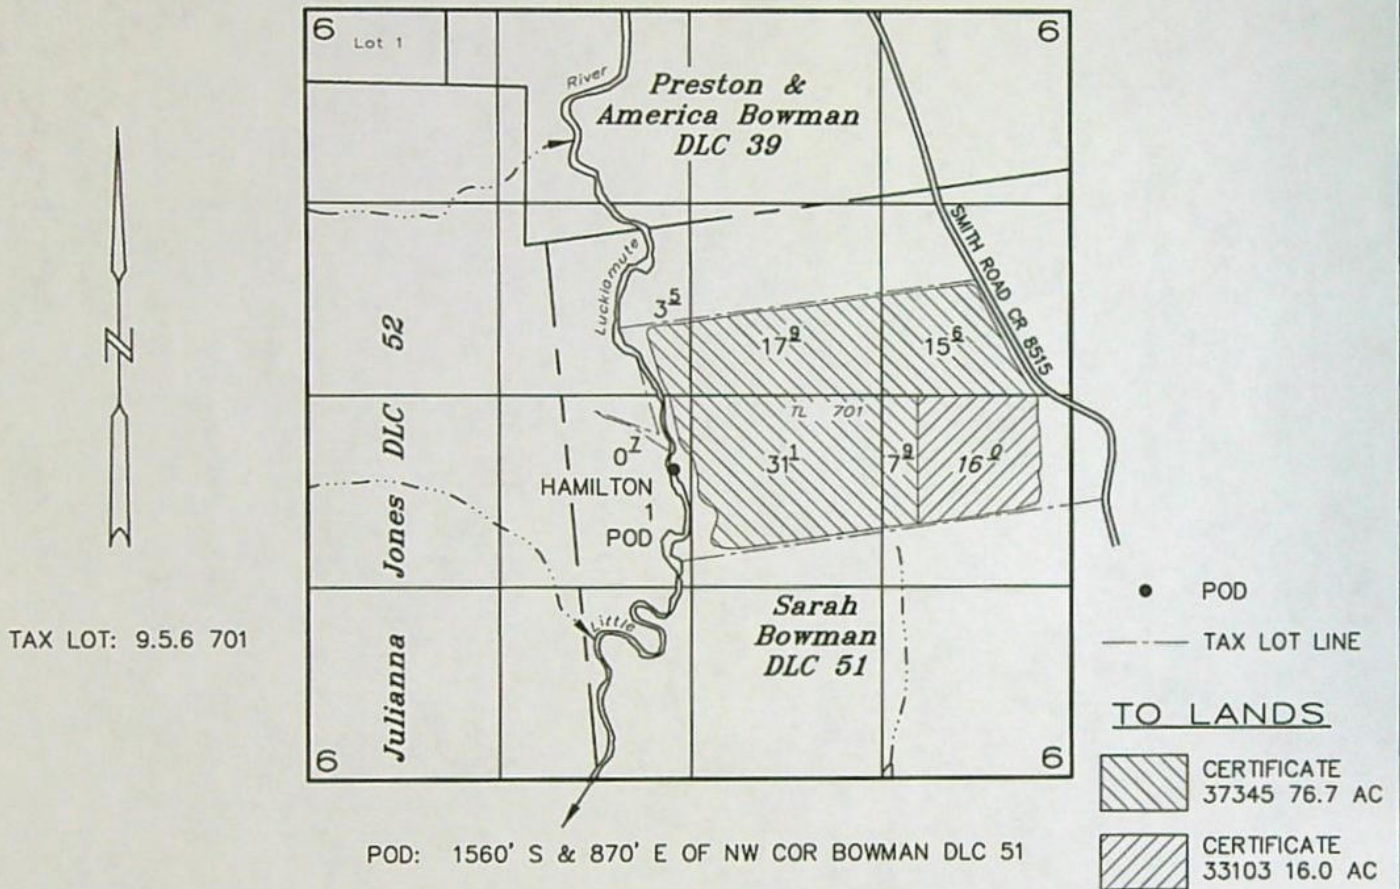 6
6
Lot 1
River
Preston &
America Bowman
DLC 39
SMITH ROAD CR 8515
Luckiamute
3 5
17 9
15 6
TL 701
0 7
31 1
7 9
16 0
HAMILTON
1
POD
Juliana Jones DLC 52
Little
Sarah
Bowman
DLC 51
6
6
N
TAX LOT: 9.5.6 701
POD
TAX LOT LINE
TO LANDS
CERTIFICATE
37345 76.7 AC
CERTIFICATE
33103 16.0 AC
POD: 1560' S & 870' E OF NW COR BOWMAN DLC 51